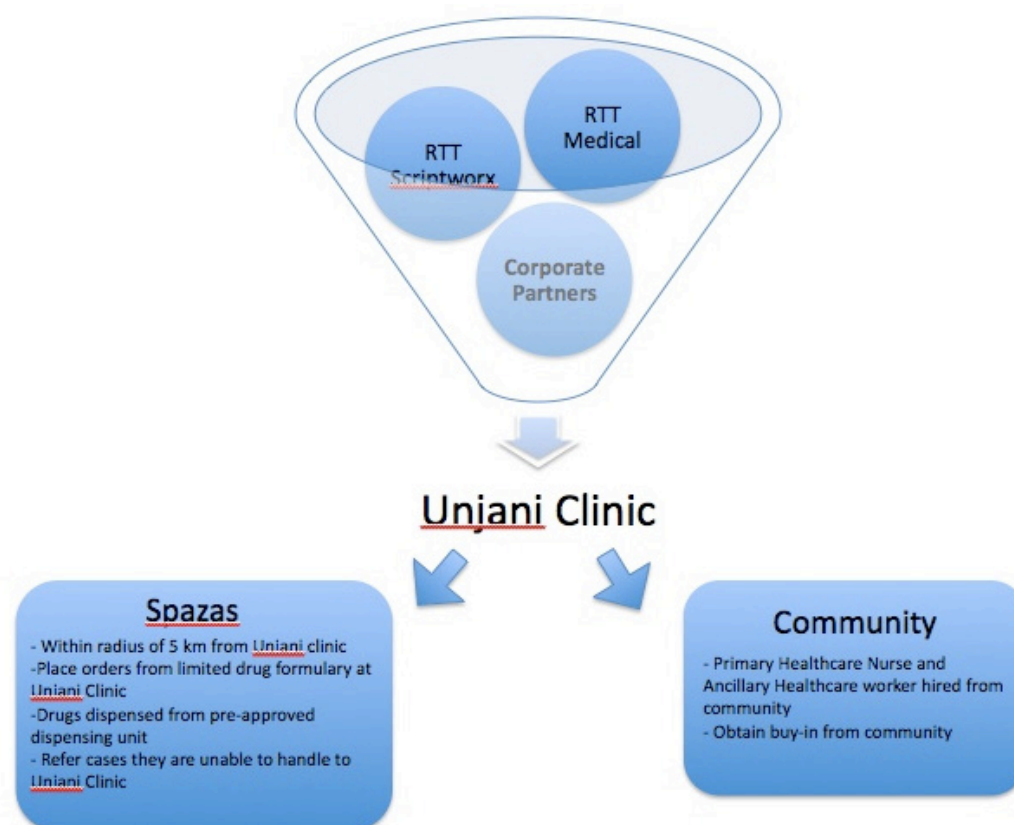 RTT
Medical
RTT
Scriptworx
Corporate
Partners
Unjani Clinic
Spazas
- Within radius of 5 km from Unjani clinic
-Place orders from limited drug formulary at
Unjani Clinic
-Drugs dispensed from pre-approved
dispensing unit
- Refer cases they are unable to handle to
Unjani Clinic
Community
- Primary Healthcare Nurse and
Ancillary Healthcare worker hired from
community
- Obtain buy-in from community